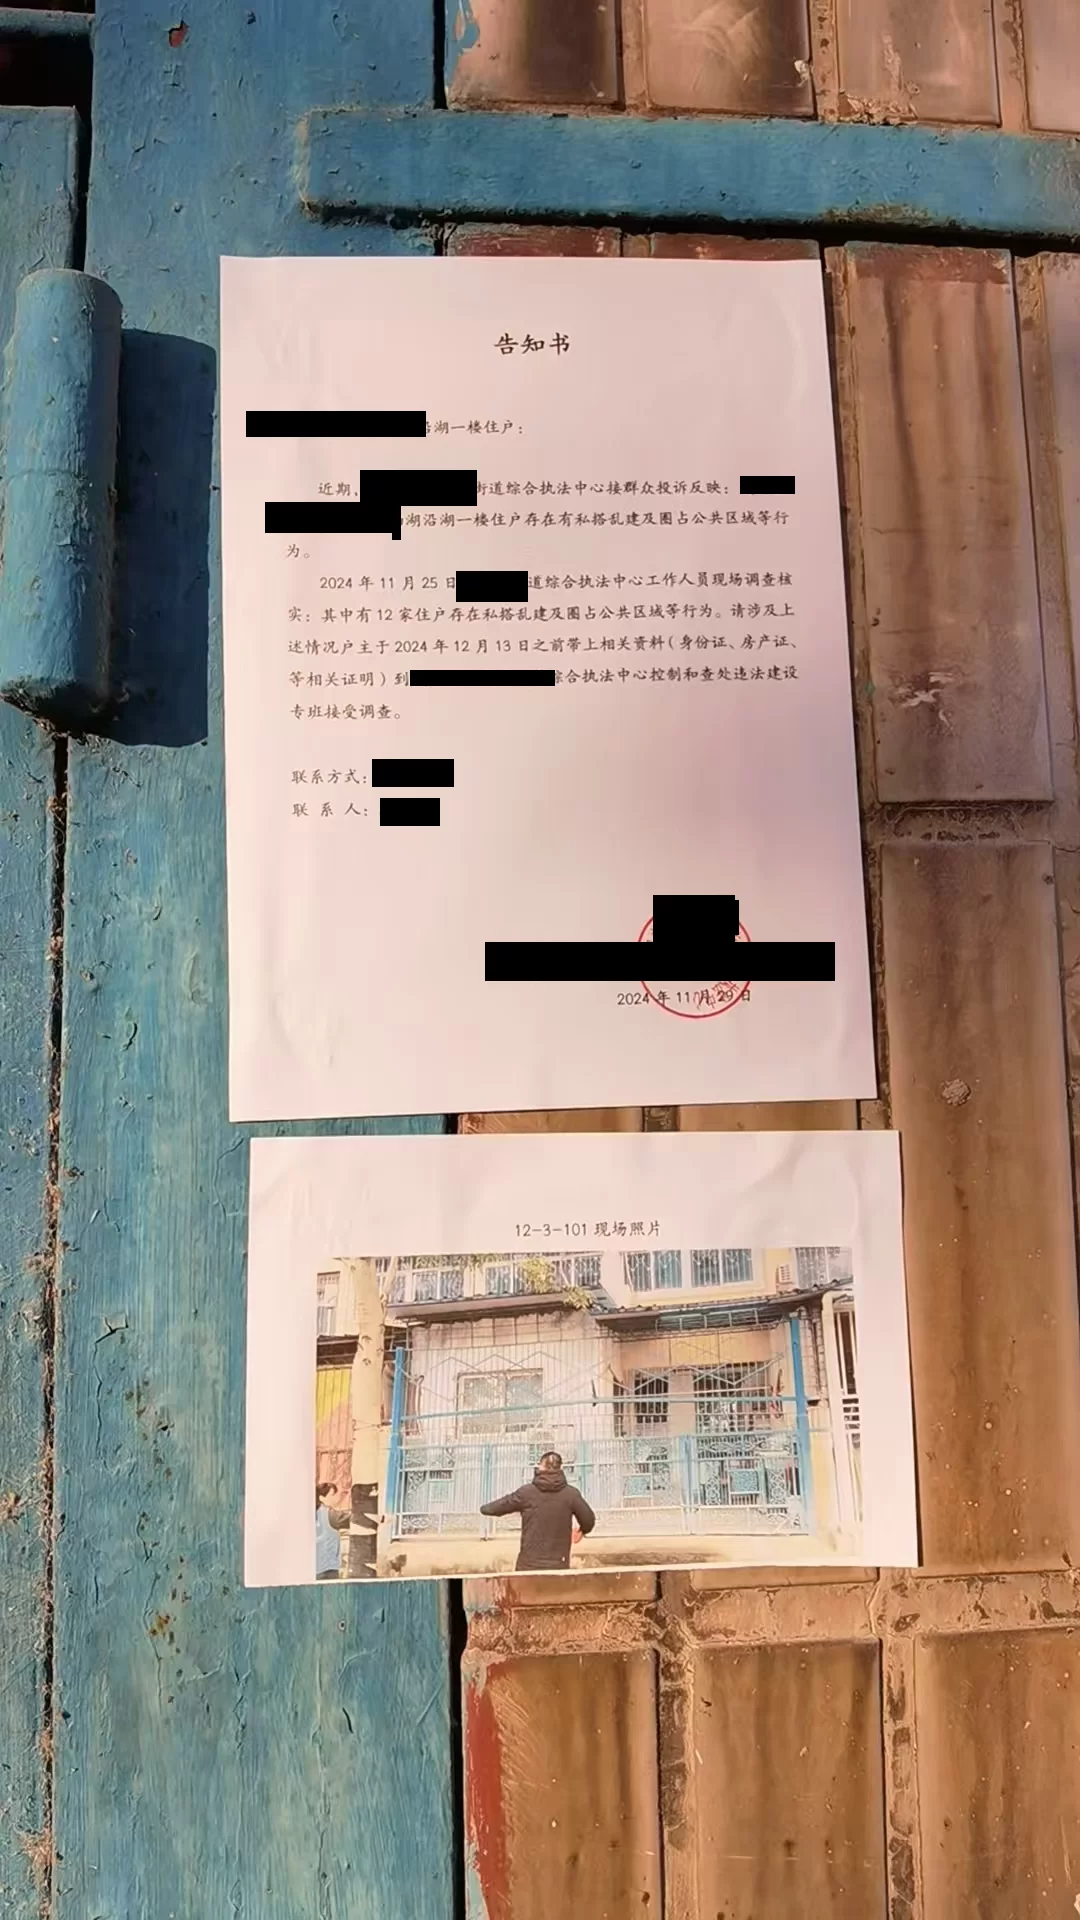 告知书
沿湖一楼住户：
近期，街道综合执法中心接群众投诉反映：
湖沿湖一楼住户存在有私搭乱建及圈占公共区域等行
为。
2024 年 11 月 25 日道综合执法中心工作人员现场调查核
实：其中有 12 家住户存在私搭乱建及圈占公共区域等行为。请涉及上
述情况户主于 2024 年 12 月 13 日之前带上相关资料（身份证、房产证、
等相关证明）到综合执法中心控制和查处违法建设
专班接受调查。
联系方式：
联 系 人：
2024 年 11 月 29 日
12-3-101 现场照片